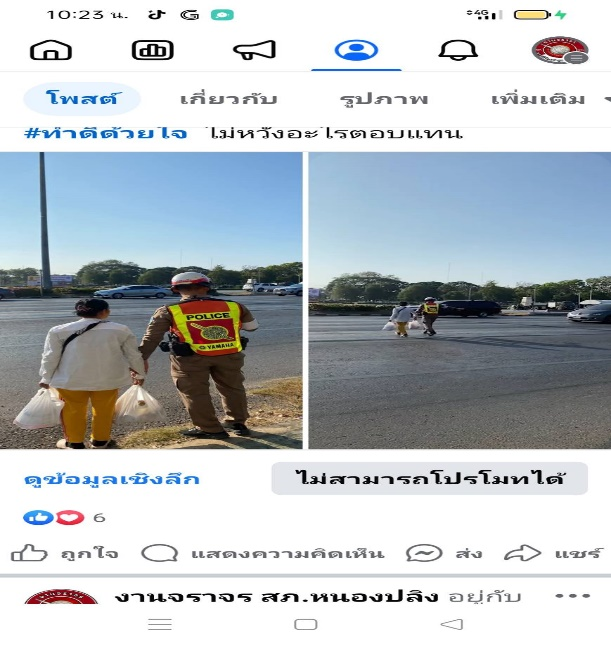 10:23 น.
4G
โพสต์ เกี่ยวกับ รูปภาพ เพิ่มเติม
#ทำดีด้วยใจ ไม่หวังอะไรตอบแทน
POLICE
YAMAHA
ดูข้อมูลเชิงลึก ไม่สามารถโปรโมทได้
6
ถูกใจ แสดงความคิดเห็น ส่ง แชร์
งานจราจร สภ.หนองปลิง อยู่กับ